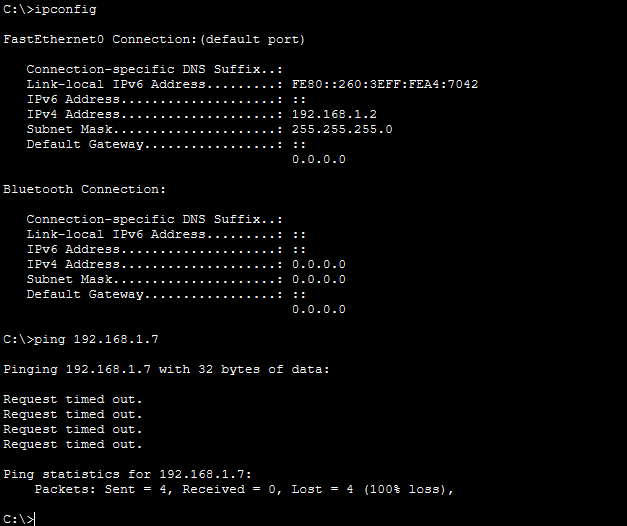 C:\>ipconfig
FastEthernet0 Connection:(default port)
Connection-specific DNS Suffix..:
Link-local IPv6 Address.........: FE80::260:3EFF:FEA4:7042
IPv6 Address....................: ::
IPv4 Address....................: 192.168.1.2
Subnet Mask.....................: 255.255.255.0
Default Gateway.................: ::
0.0.0.0
Bluetooth Connection:
Connection-specific DNS Suffix..:
Link-local IPv6 Address.........: ::
IPv6 Address....................: ::
IPv4 Address....................: 0.0.0.0
Subnet Mask.....................: 0.0.0.0
Default Gateway.................: ::
0.0.0.0
C:\>ping 192.168.1.7
Pinging 192.168.1.7 with 32 bytes of data:
Request timed out.
Request timed out.
Request timed out.
Request timed out.
Ping statistics for 192.168.1.7:
Packets: Sent = 4, Received = 0, Lost = 4 (100% loss),
C:\>